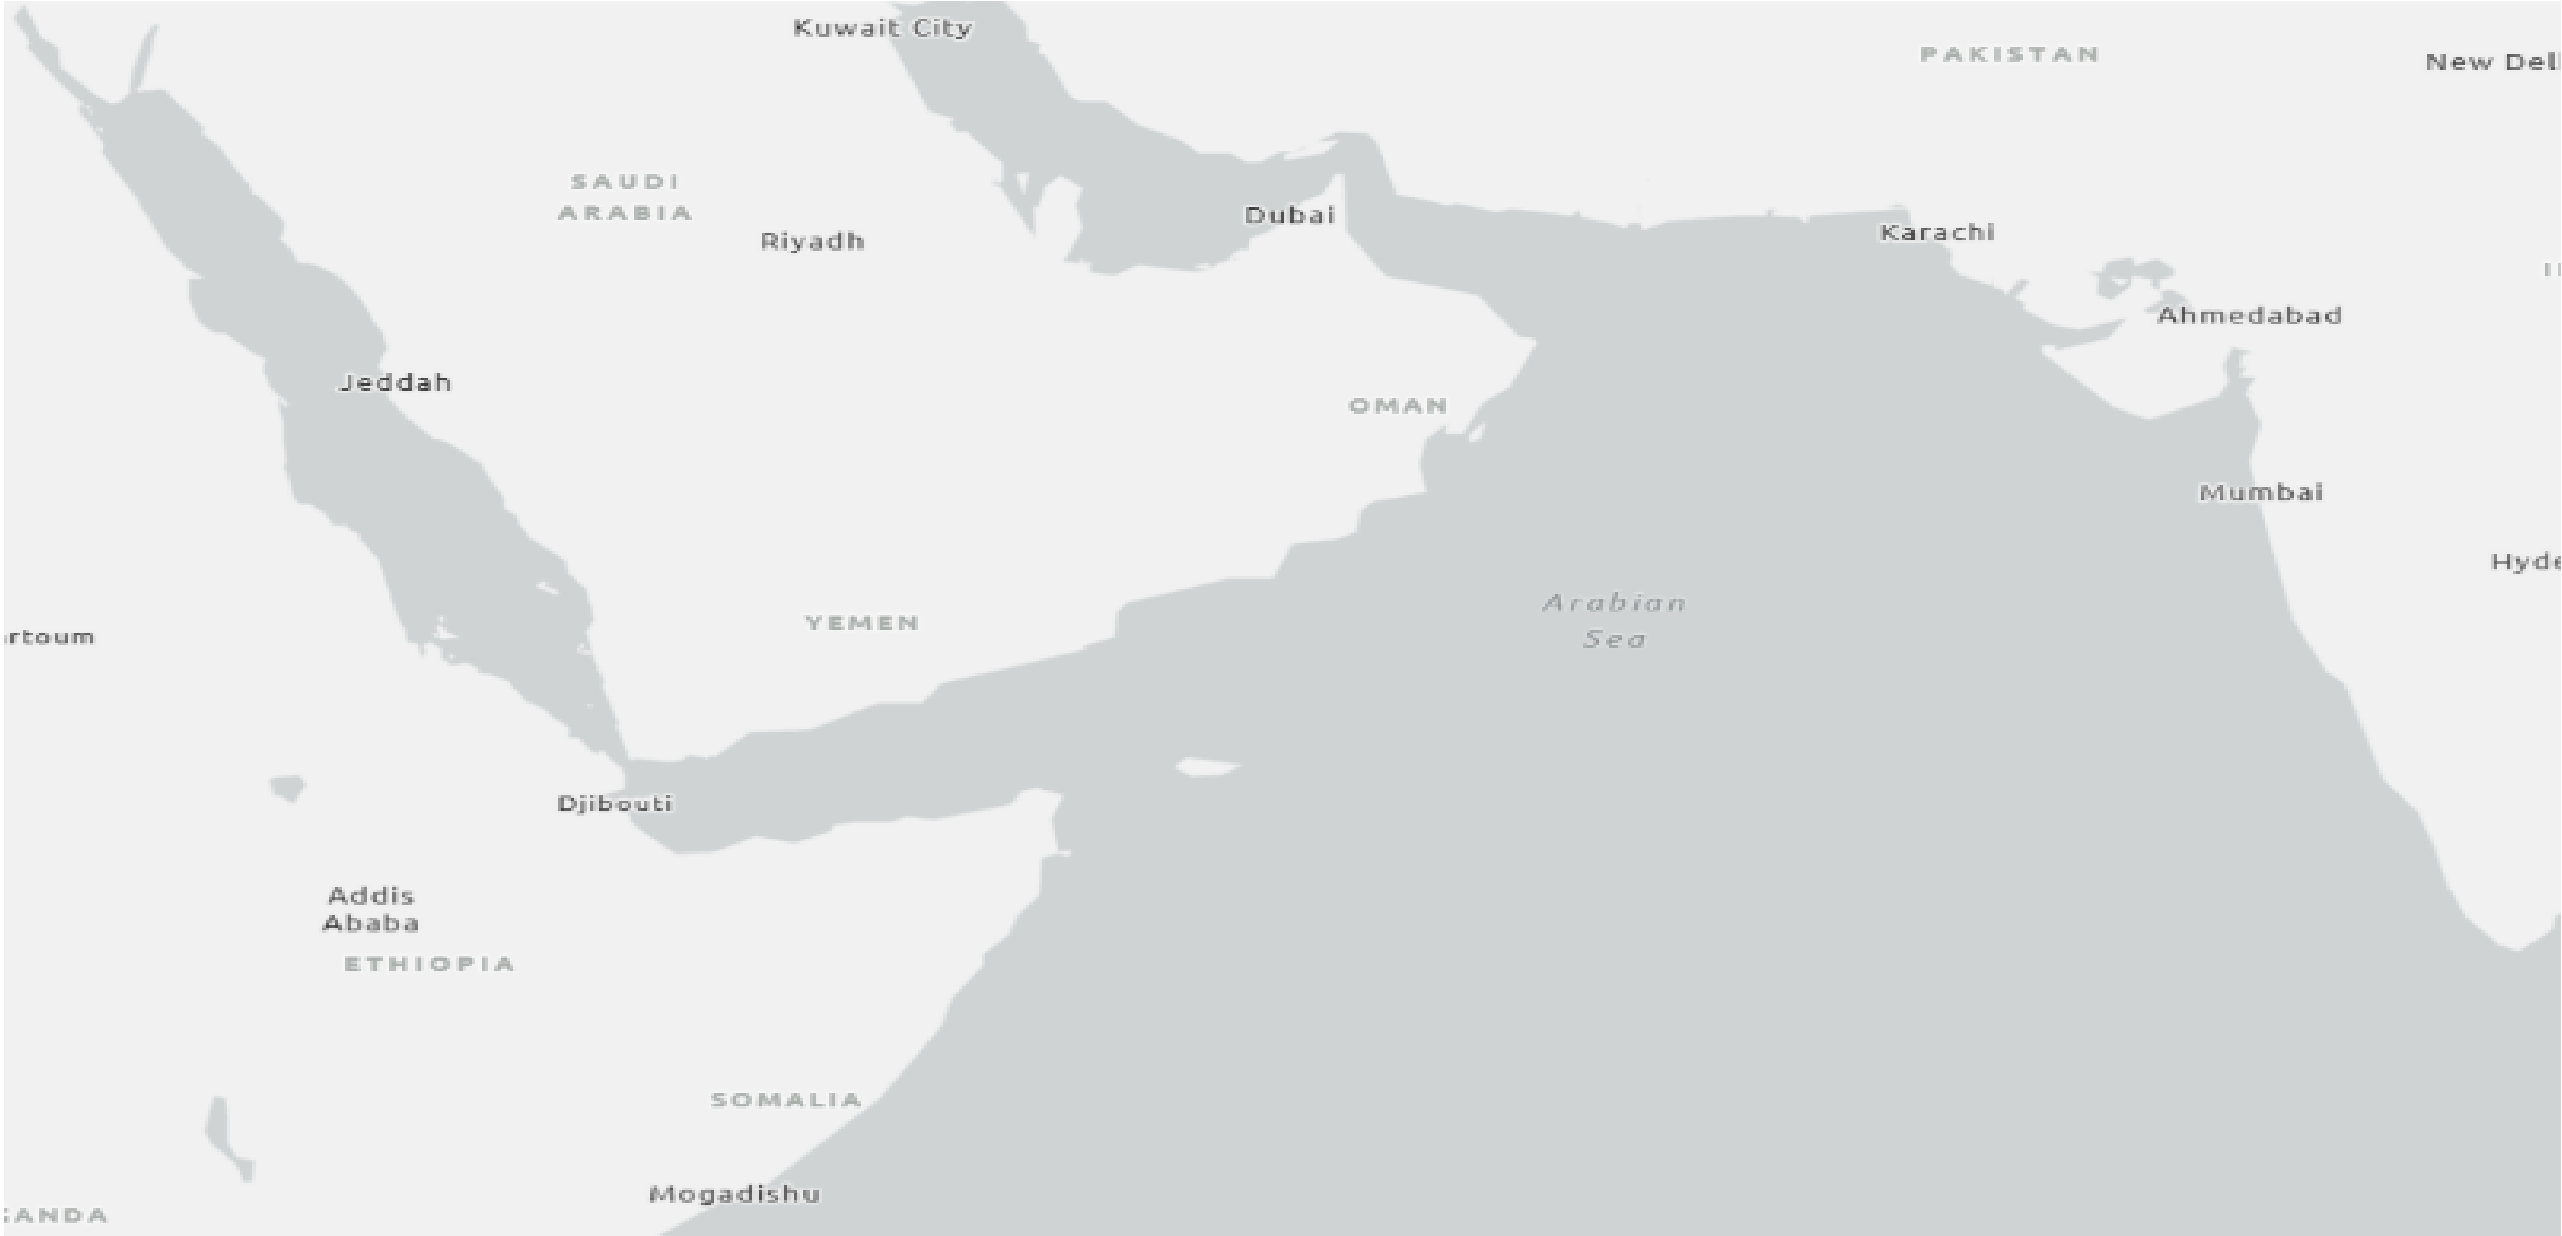 Kuwait City
PAKISTAN
New Del
SAUDI
ARABIA
Riyadh
Dubai
Karachi
Ahmedabad
Jeddah
OMAN
Mumbai
Hyde
Arabian
Sea
YEMEN
rtoum
Djibouti
Addis
Ababa
ETHIOPIA
SOMALIA
Mogadishu
ANDA